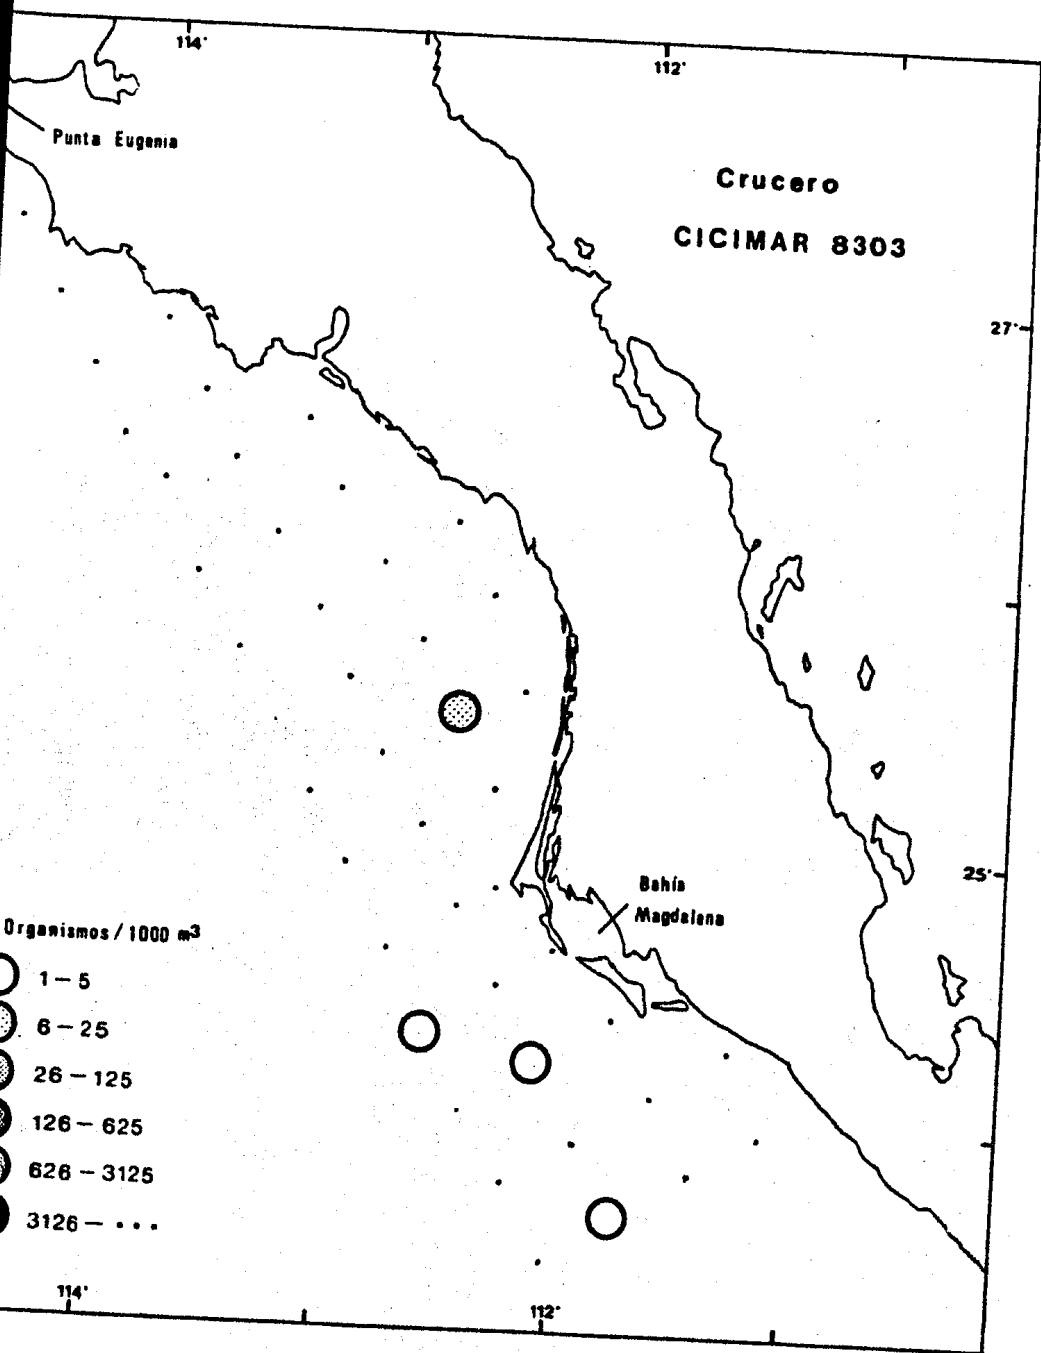 114°
112°
Punta Eugenia
Crucero
CICIMAR 8303
27°
25°
Bahía
Magdalena
Organismos / 1000 m³
1 – 5
6 – 25
26 – 125
126 – 625
626 – 3125
3126 – • • •
114°
112°